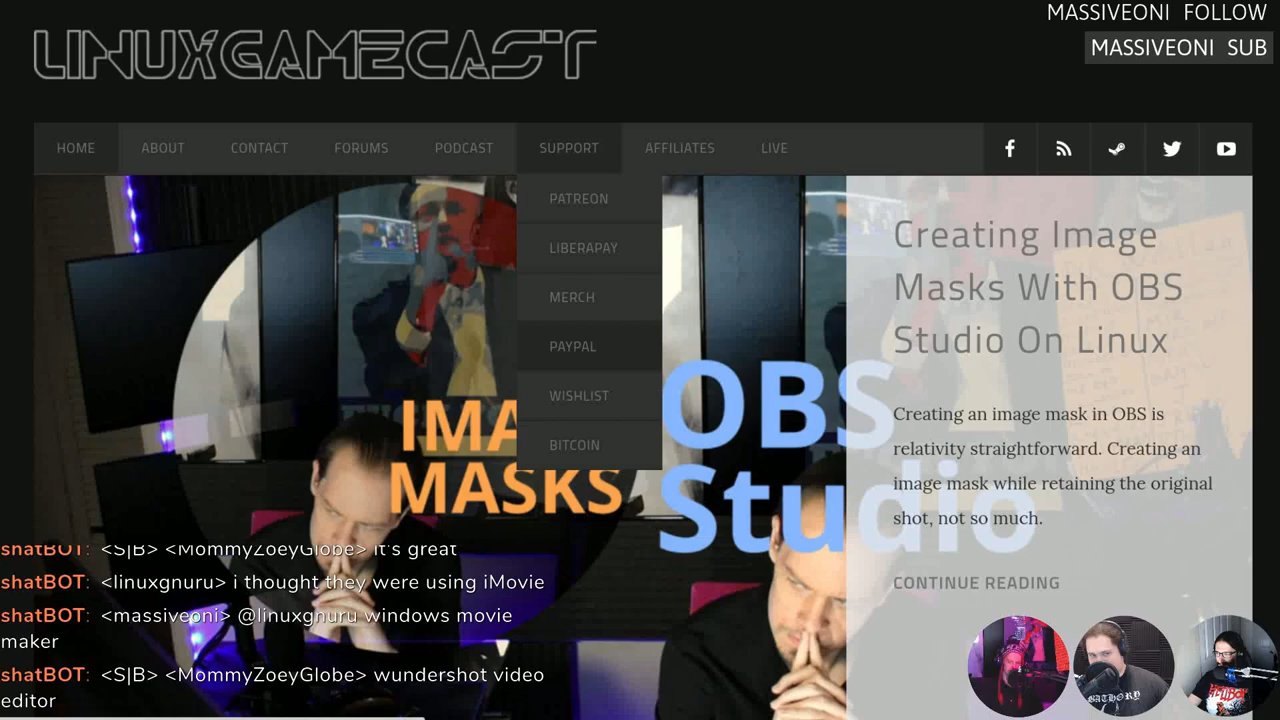 MASSIVEONI FOLLOW
LINUXGAMECAST
MASSIVEONI SUB
HOME ABOUT CONTACT FORUMS PODCAST SUPPORT AFFILIATES LIVE
PATREON
LIBERAPAY
MERCH
PAYPAL
WISHLIST
BITCOIN
IMA
MASKS
OBS
Studio
Creating Image
Masks With OBS
Studio On Linux
Creating an image mask in OBS is
relativity straightforward. Creating an
image mask while retaining the original
shot, not so much.
CONTINUE READING
shatBOT: <S|B> <MommyZoeyGlobe> it's great
shatBOT: <linuxgnuru> i thought they were using iMovie
shatBOT: <massiveoni> @linuxgnuru windows movie
maker
shatBOT: <S|B> <MommyZoeyGlobe> wundershot video
editor
BATHORY